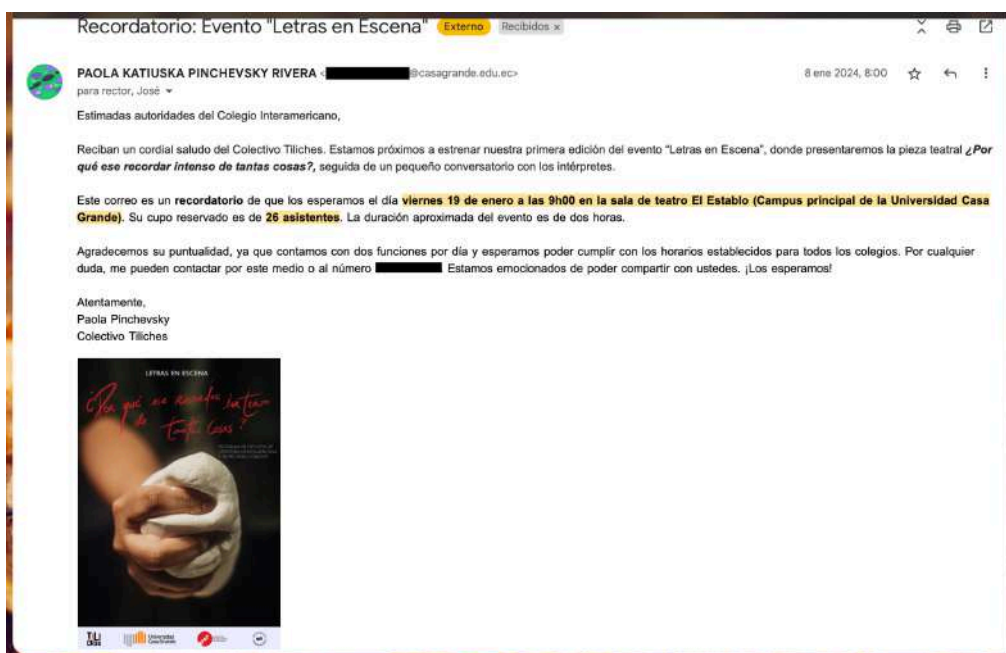 Recordatorio: Evento "Letras en Escena" Externo Recibidos x
PAOLA KATIUSKA PINCHEVSKY RIVERA < @casagrande.edu.ec>
8 ene 2024, 8:00
para rector, José
Estimadas autoridades del Colegio Interamericano,
Reciban un cordial saludo del Colectivo Tiliches. Estamos próximos a estrenar nuestra primera edición del evento "Letras en Escena", donde presentaremos la pieza teatral ¿Por
qué ese recordar intenso de tantas cosas?, seguida de un pequeño conversatorio con los intérpretes.
Este correo es un recordatorio de que los esperamos el día viernes 19 de enero a las 9h00 en la sala de teatro El Establo (Campus principal de la Universidad Casa
Grande). Su cupo reservado es de 26 asistentes. La duración aproximada del evento es de dos horas.
Agradecemos su puntualidad, ya que contamos con dos funciones por día y esperamos poder cumplir con los horarios establecidos para todos los colegios. Por cualquier
duda, me pueden contactar por este medio o al número . Estamos emocionados de poder compartir con ustedes. ¡Los esperamos!
Atentamente,
Paola Pinchevsky
Colectivo Tiliches
LETRAS EN ESCENA
¿Por qué ese recordar intenso
de tantas cosas?
TILI
CHES
Universidad
Casa Grande